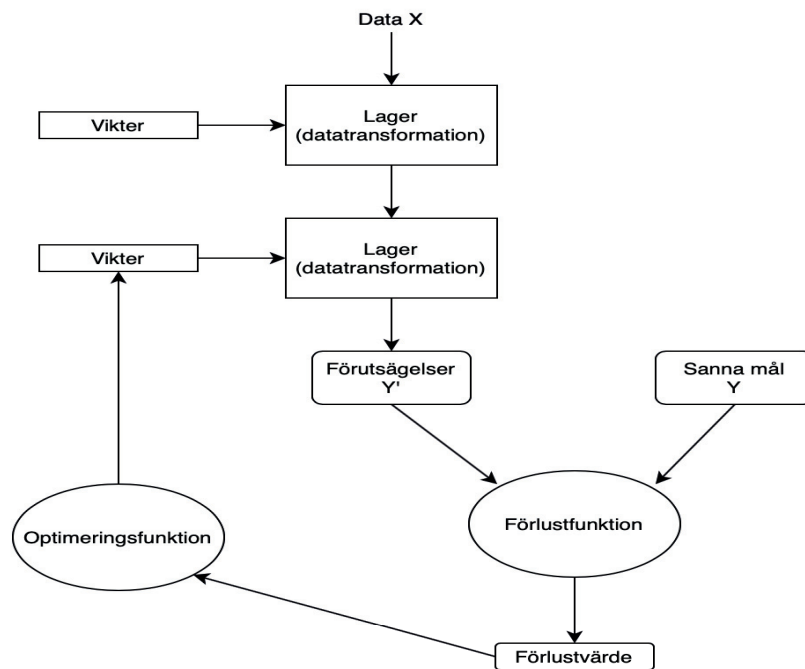 Data X
Vikter
Lager
(datatransformation)
Vikter
Lager
(datatransformation)
Förutsägelser
Y'
Sanna mål
Y
Optimeringsfunktion
Förlustfunktion
Förlustvärde